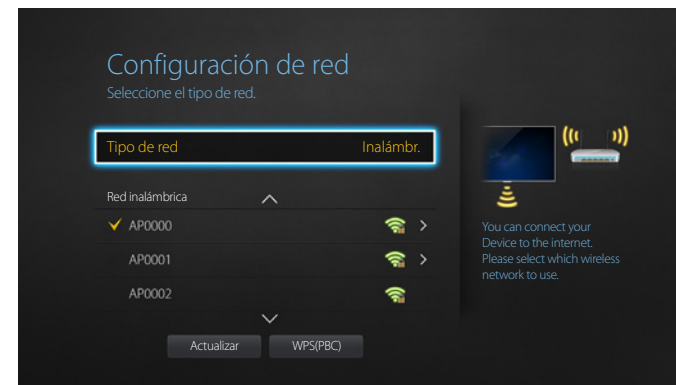 Configuración de red
Seleccione el tipo de red.
Tipo de red Inalámbr.
Red inalámbrica
AP0000
AP0001
AP0002
Actualizar WPS(PBC)
You can connect your
Device to the internet.
Please select which wireless
network to use.